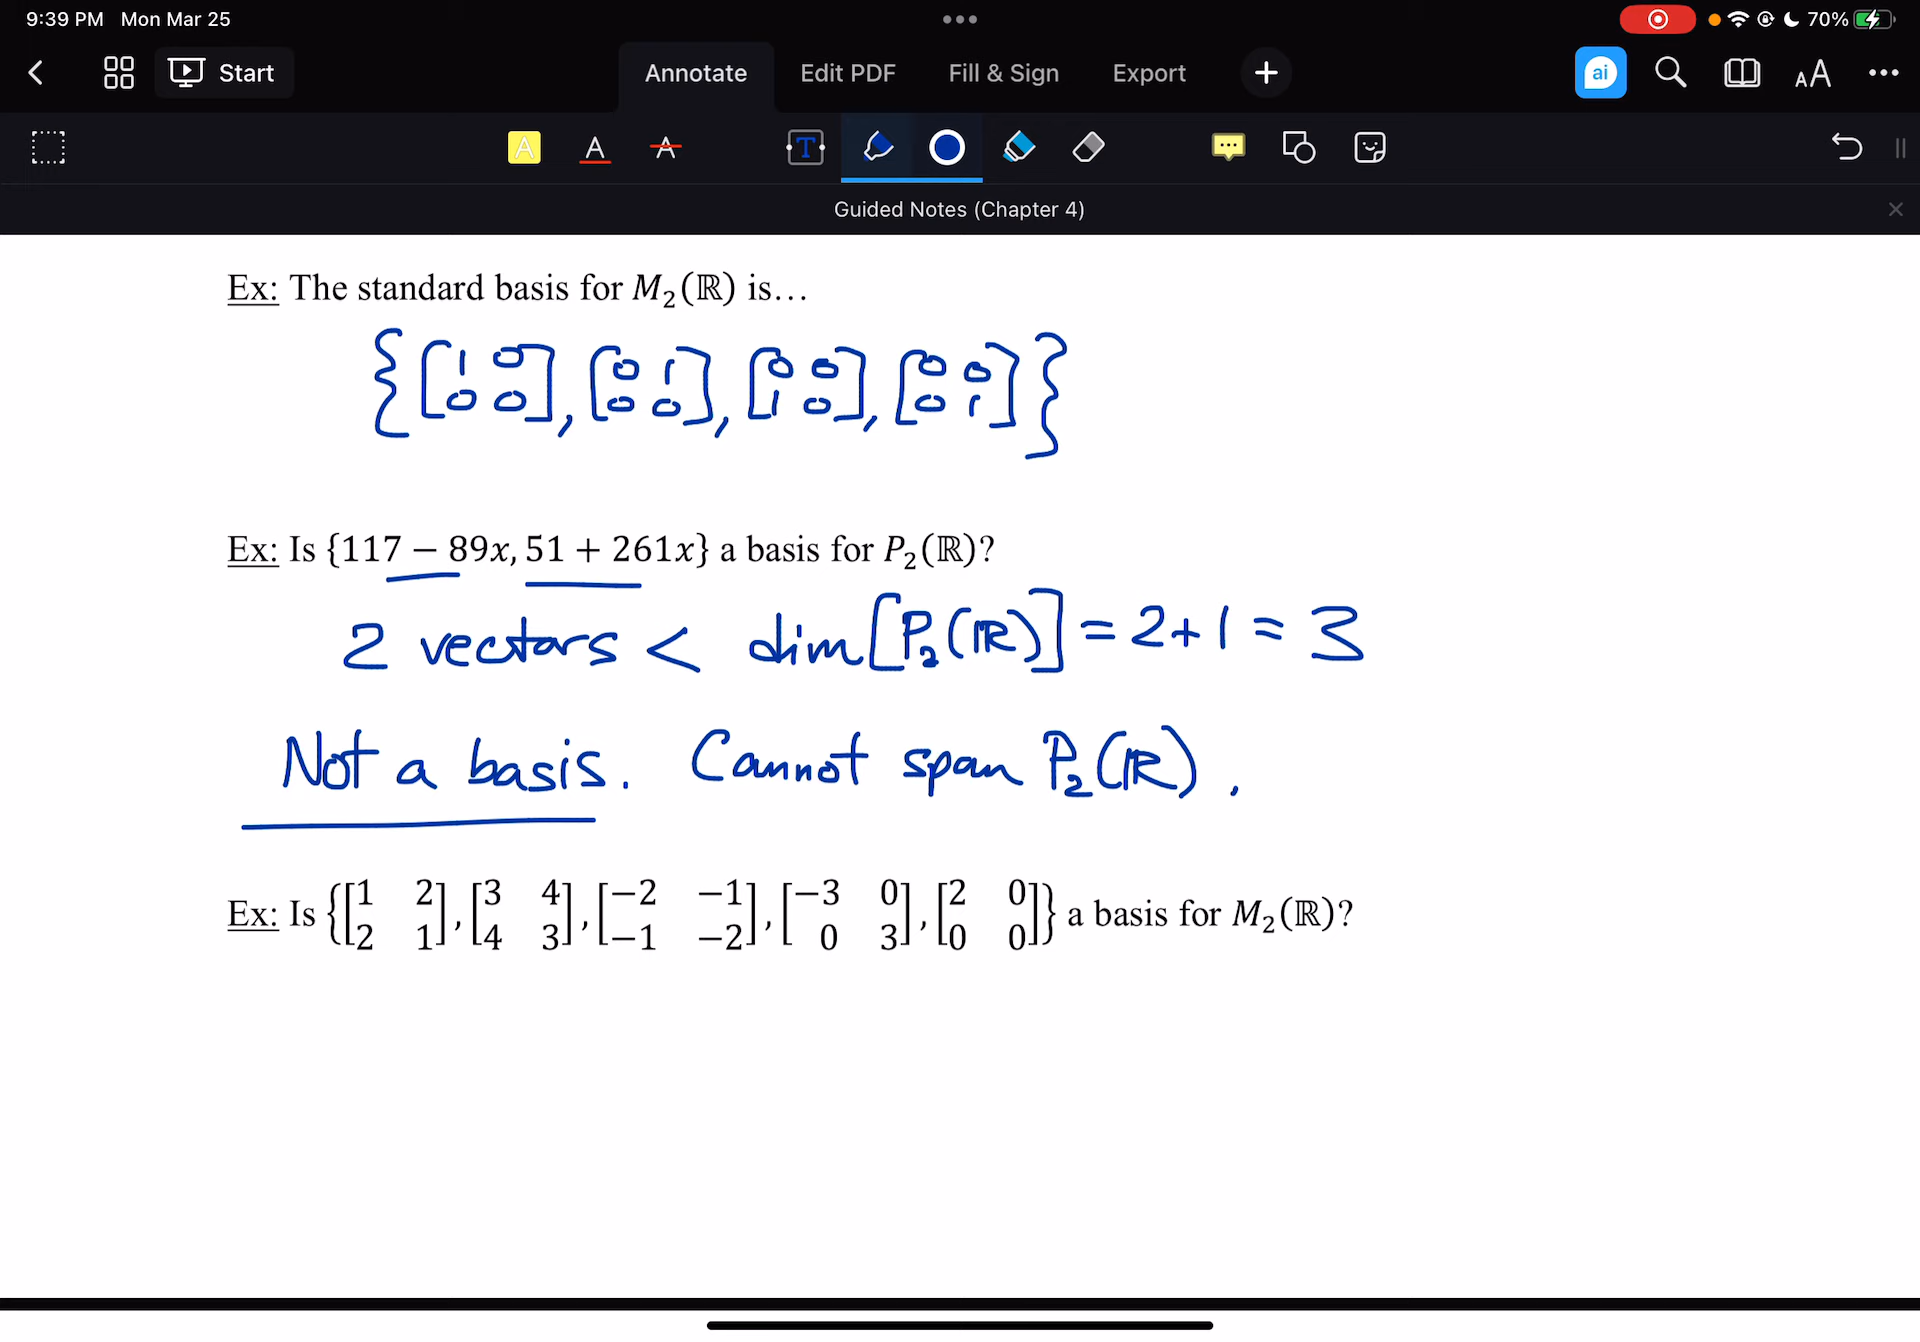 9:39 PM Mon Mar 25
70%
Start
Annotate
Edit PDF
Fill & Sign
Export
ai
Guided Notes (Chapter 4)
Ex: The standard basis for M₂(ℝ) is…
{[1 0; 0 0], [0 1; 0 0], [0 0; 1 0], [0 0; 0 1]}
Ex: Is {117 − 89x, 51 + 261x} a basis for P₂(ℝ)?
2 vectors < dim[P₂(ℝ)] = 2+1 = 3
Not a basis. Cannot span P₂(ℝ).
Ex: Is {[1 2; 2 1], [3 4; 4 3], [−2 −1; −1 −2], [−3 0; 0 3], [2 0; 0 0]} a basis for M₂(ℝ)?